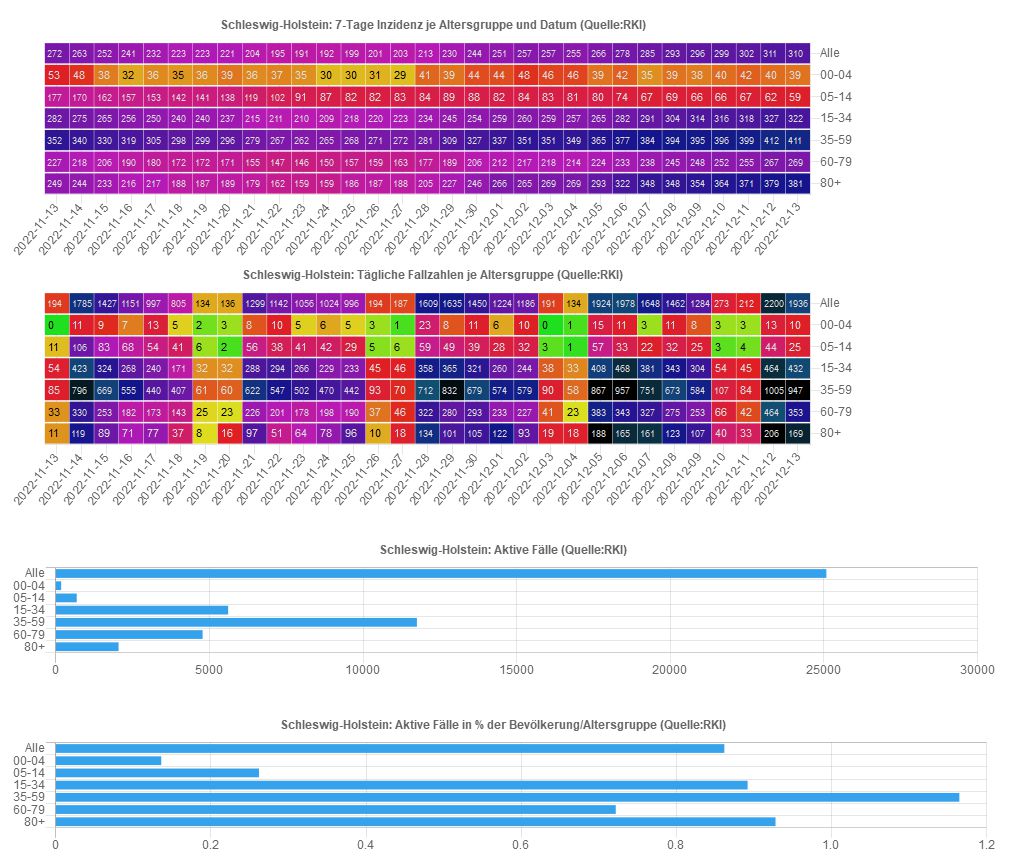 Schleswig-Holstein: 7-Tage Inzidenz je Altersgruppe und Datum (Quelle:RKI)
272 263 252 241 232 223 223 221 204 195 191 192 199 201 203 213 230 244 251 257 257 255 266 278 285 293 296 299 302 311 310 Alle
53 48 38 32 36 35 36 39 36 37 35 30 30 31 29 41 39 44 44 48 46 46 39 42 35 39 38 40 42 40 39 00-04
177 170 162 157 153 142 141 138 119 102 91 87 82 82 83 84 89 88 82 84 83 81 80 74 67 69 66 66 67 62 59 05-14
282 275 265 256 250 240 240 237 215 211 210 209 218 220 223 234 245 254 259 260 259 257 265 282 291 304 314 316 318 327 322 15-34
352 340 330 319 305 298 299 296 279 267 262 265 268 271 272 281 309 327 337 351 351 349 365 377 384 394 395 396 399 412 411 35-59
227 218 206 190 180 172 172 171 155 147 146 150 157 159 163 177 189 206 212 217 218 214 224 233 238 245 248 252 255 267 269 60-79
249 244 233 216 217 188 187 189 179 162 159 159 186 187 188 205 227 246 266 265 269 269 293 322 348 348 354 364 371 379 381 80+
2022-11-13 2022-11-14 2022-11-15 2022-11-16 2022-11-17 2022-11-18 2022-11-19 2022-11-20 2022-11-21 2022-11-22 2022-11-23 2022-11-24 2022-11-25 2022-11-26 2022-11-27 2022-11-28 2022-11-29 2022-11-30 2022-12-01 2022-12-02 2022-12-03 2022-12-04 2022-12-05 2022-12-06 2022-12-07 2022-12-08 2022-12-09 2022-12-10 2022-12-11 2022-12-12 2022-12-13
Schleswig-Holstein: Tägliche Fallzahlen je Altersgruppe (Quelle:RKI)
194 1785 1427 1151 997 805 134 136 1299 1142 1056 1024 996 194 187 1609 1635 1450 1224 1186 191 134 1924 1978 1648 1462 1284 273 212 2200 1936 Alle
0 11 9 7 13 5 2 3 8 10 5 6 5 3 1 23 8 11 6 10 0 1 15 11 3 11 8 3 3 13 10 00-04
11 106 83 68 54 41 6 2 56 38 41 42 29 5 6 59 49 39 28 32 3 1 57 33 22 32 25 3 4 44 25 05-14
54 423 324 268 240 171 32 32 288 294 266 229 233 45 46 358 365 321 260 244 38 33 408 468 381 343 304 54 45 464 432 15-34
85 796 669 555 440 407 61 60 622 547 502 470 442 93 70 712 832 679 574 579 90 58 867 957 751 673 584 107 84 1005 947 35-59
33 330 253 182 173 143 25 23 226 201 178 198 190 37 46 322 280 293 233 227 41 23 383 343 327 275 253 66 42 464 353 60-79
11 119 89 71 77 37 8 16 97 51 64 78 96 10 18 134 101 105 122 93 19 18 188 165 161 123 107 40 33 206 169 80+
2022-11-13 2022-11-14 2022-11-15 2022-11-16 2022-11-17 2022-11-18 2022-11-19 2022-11-20 2022-11-21 2022-11-22 2022-11-23 2022-11-24 2022-11-25 2022-11-26 2022-11-27 2022-11-28 2022-11-29 2022-11-30 2022-12-01 2022-12-02 2022-12-03 2022-12-04 2022-12-05 2022-12-06 2022-12-07 2022-12-08 2022-12-09 2022-12-10 2022-12-11 2022-12-12 2022-12-13
Schleswig-Holstein: Aktive Fälle (Quelle:RKI)
Alle
00-04
05-14
15-34
35-59
60-79
80+
0 5000 10000 15000 20000 25000 30000
Schleswig-Holstein: Aktive Fälle in % der Bevölkerung/Altersgruppe (Quelle:RKI)
Alle
00-04
05-14
15-34
35-59
60-79
80+
0 0.2 0.4 0.6 0.8 1.0 1.2